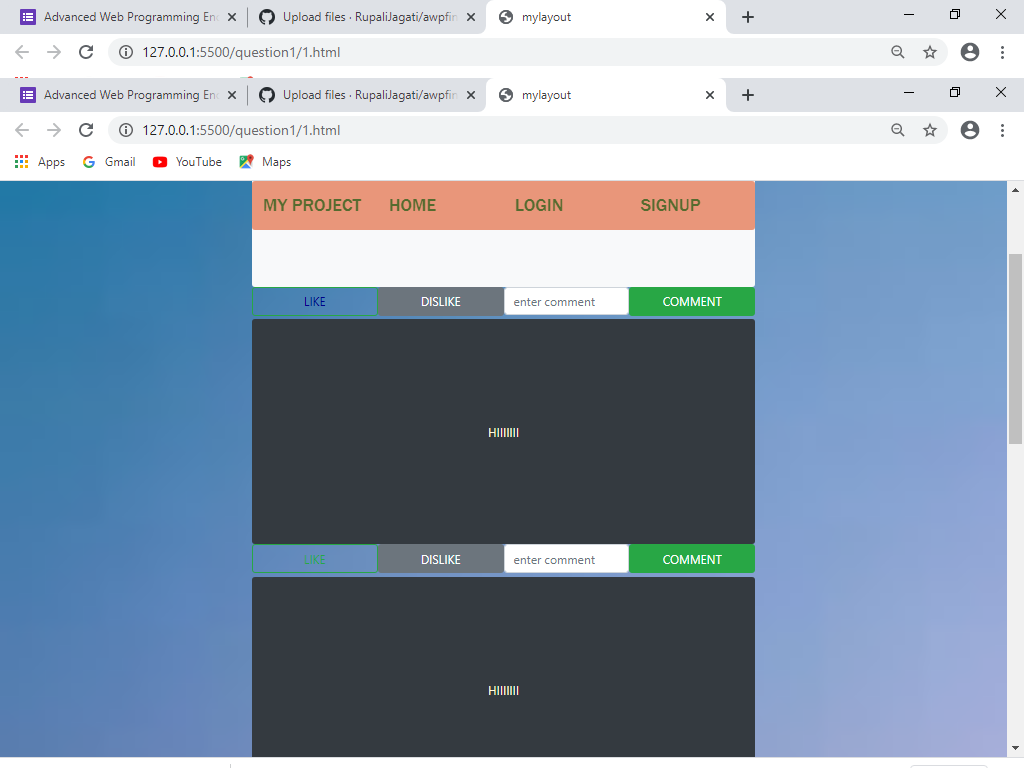 Advanced Web Programming En
Upload files · RupaliJagati/awpfin
mylayout
127.0.0.1:5500/question1/1.html
Advanced Web Programming En
Upload files · RupaliJagati/awpfin
mylayout
127.0.0.1:5500/question1/1.html
Apps Gmail YouTube Maps
MY PROJECT HOME LOGIN SIGNUP
LIKE DISLIKE enter comment COMMENT
HIIIIIII
LIKE DISLIKE enter comment COMMENT
HIIIIIII